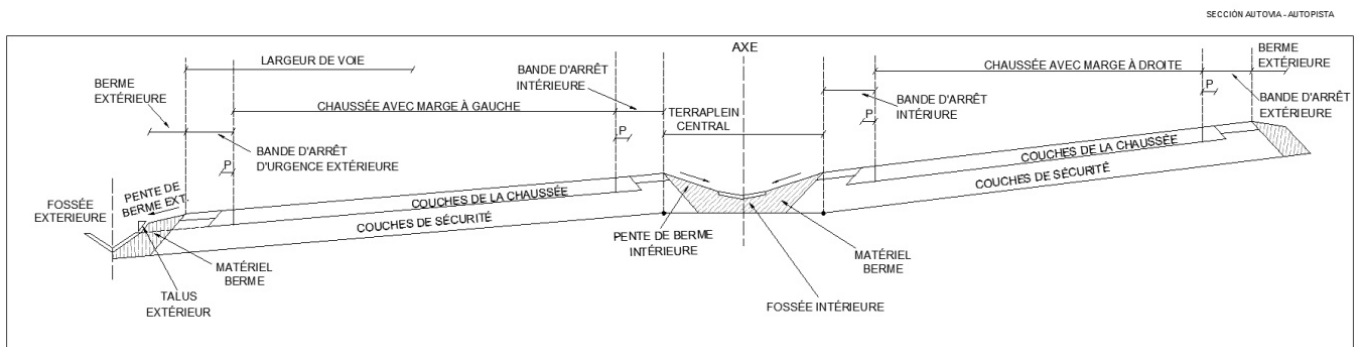 SECCIÓN AUTOVIA - AUTOPISTA
LARGEUR DE VOIE
BERME
EXTÉRIEURE
BANDE D'ARRÊT
INTÉRIEURE
AXE
CHAUSSÉE AVEC MARGE À DROITE
BERME
EXTÉRIEURE
CHAUSSÉE AVEC MARGE À GAUCHE
TERRAPLEIN
CENTRAL
BANDE D'ARRÊT
INTÉRIURE
BANDE D'ARRÊT
EXTÉRIEURE
P
P
P
P
BANDE D'ARRÊT
D'URGENCE EXTÉRIEURE
FOSSÉE
EXTERIEURE
PENTE DE
BERME EXT.
COUCHES DE LA CHAUSSÉE
COUCHES DE SÉCURITÉ
COUCHES DE LA CHAUSSÈE
COUCHES DE SÉCURITÉ
PENTE DE BERME
INTÉRIEURE
MATÉRIEL
BERME
MATÉRIEL
BERME
TALUS
EXTÉRIEUR
FOSSÉE INTÉRIEURE